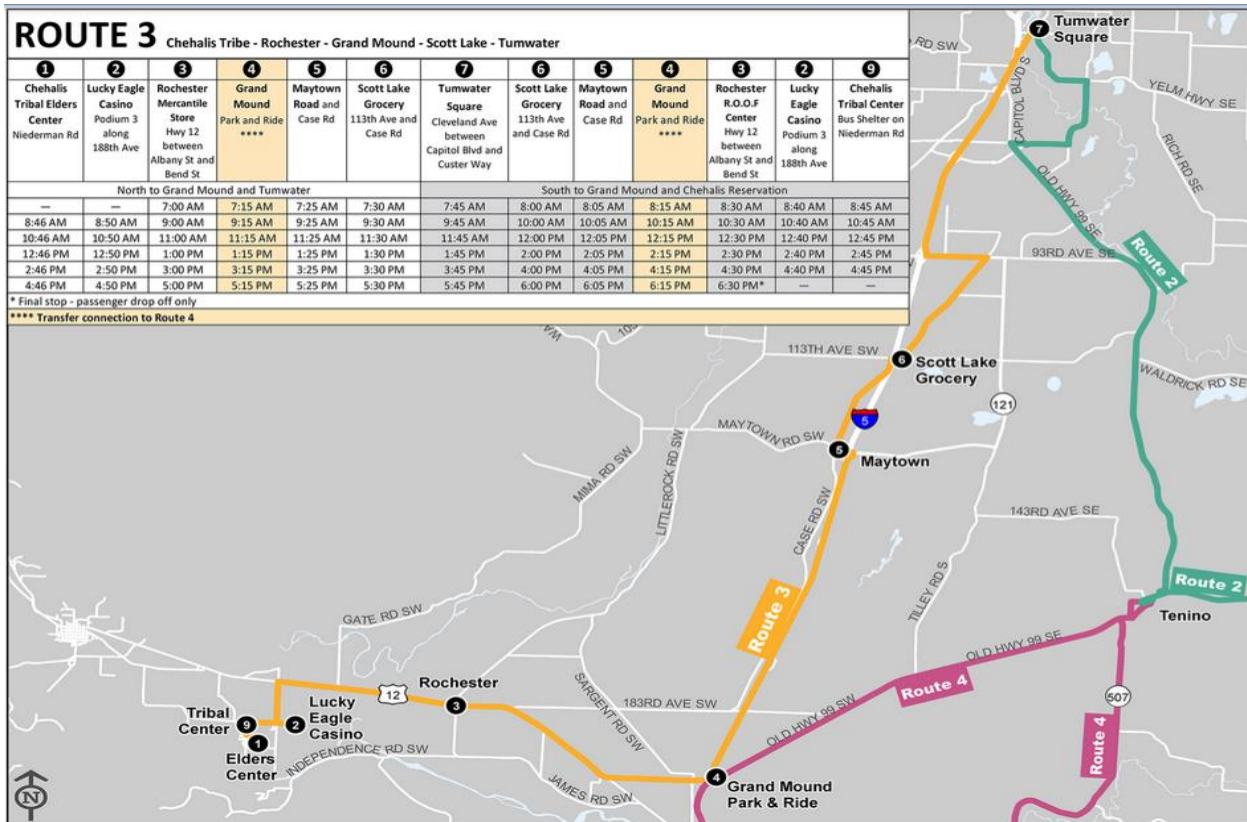 ROUTE 3 Chehalis Tribe - Rochester - Grand Mound - Scott Lake - Tumwater
1 2 3 4 5 6 7 6 5 4 3 2 9
Chehalis Tribal Elders Center Niederman Rd
Lucky Eagle Casino Podium 3 along 188th Ave
Rochester Mercantile Store Hwy 12 between Albany St and Bend St
Grand Mound Park and Ride ****
Maytown Road and Case Rd
Scott Lake Grocery 113th Ave and Case Rd
Tumwater Square Cleveland Ave between Capitol Blvd and Custer Way
Scott Lake Grocery 113th Ave and Case Rd
Maytown Road and Case Rd
Grand Mound Park and Ride ****
Rochester R.O.O.F Center Hwy 12 between Albany St and Bend St
Lucky Eagle Casino Podium 3 along 188th Ave
Chehalis Tribal Center Bus Shelter on Niederman Rd
North to Grand Mound and Tumwater South to Grand Mound and Chehalis Reservation
— — 7:00 AM 7:15 AM 7:25 AM 7:30 AM 7:45 AM 8:00 AM 8:05 AM 8:15 AM 8:30 AM 8:40 AM 8:45 AM
8:46 AM 8:50 AM 9:00 AM 9:15 AM 9:25 AM 9:30 AM 9:45 AM 10:00 AM 10:05 AM 10:15 AM 10:30 AM 10:40 AM 10:45 AM
10:46 AM 10:50 AM 11:00 AM 11:15 AM 11:25 AM 11:30 AM 11:45 AM 12:00 PM 12:05 PM 12:15 PM 12:30 PM 12:40 PM 12:45 PM
12:46 PM 12:50 PM 1:00 PM 1:15 PM 1:25 PM 1:30 PM 1:45 PM 2:00 PM 2:05 PM 2:15 PM 2:30 PM 2:40 PM 2:45 PM
2:46 PM 2:50 PM 3:00 PM 3:15 PM 3:25 PM 3:30 PM 3:45 PM 4:00 PM 4:05 PM 4:15 PM 4:30 PM 4:40 PM 4:45 PM
4:46 PM 4:50 PM 5:00 PM 5:15 PM 5:25 PM 5:30 PM 5:45 PM 6:00 PM 6:05 PM 6:15 PM 6:30 PM* — —
* Final stop - passenger drop off only
**** Transfer connection to Route 4
7 Tumwater
Square
RD SW
CAPITOL BLVD S
YELM HWY SE
RICH RD SE
OLD HWY 99 SE
93RD AVE SE
Route 2
113TH AVE SW
6 Scott Lake
Grocery
WALDRICK RD SE
121
5
MAYTOWN RD SW
5 Maytown
MIMA RD SW
LITTLEROCK RD SW
CASE RD SW
143RD AVE SE
TILLEY RD S
Route 3
Route 2
Tenino
GATE RD SW
OLD HWY 99 SE
Route 4
507
Route 4
12
Rochester
3
SARGENT RD SW
183RD AVE SW
OLD HWY 99 SW
Tribal
Center
9
Lucky
Eagle
Casino
2
1
Elders
Center
INDEPENDENCE RD SW
JAMES RD SW
4
Grand Mound
Park & Ride
N